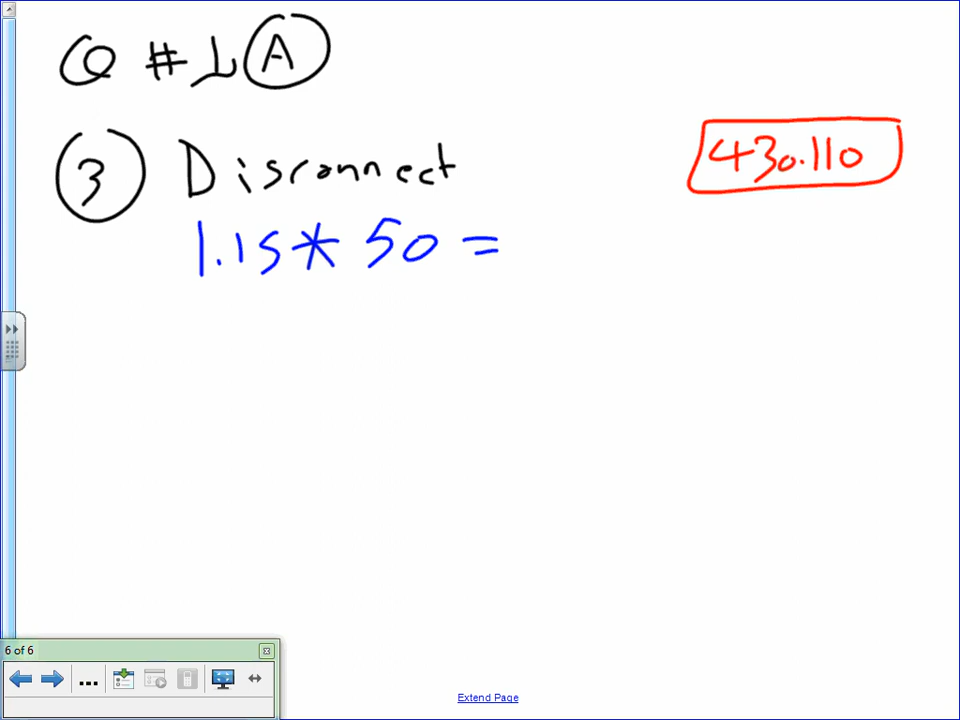 Q #1 A
430.110
3 Disconnect
1.15 * 50 =
6 of 6
...
Extend Page